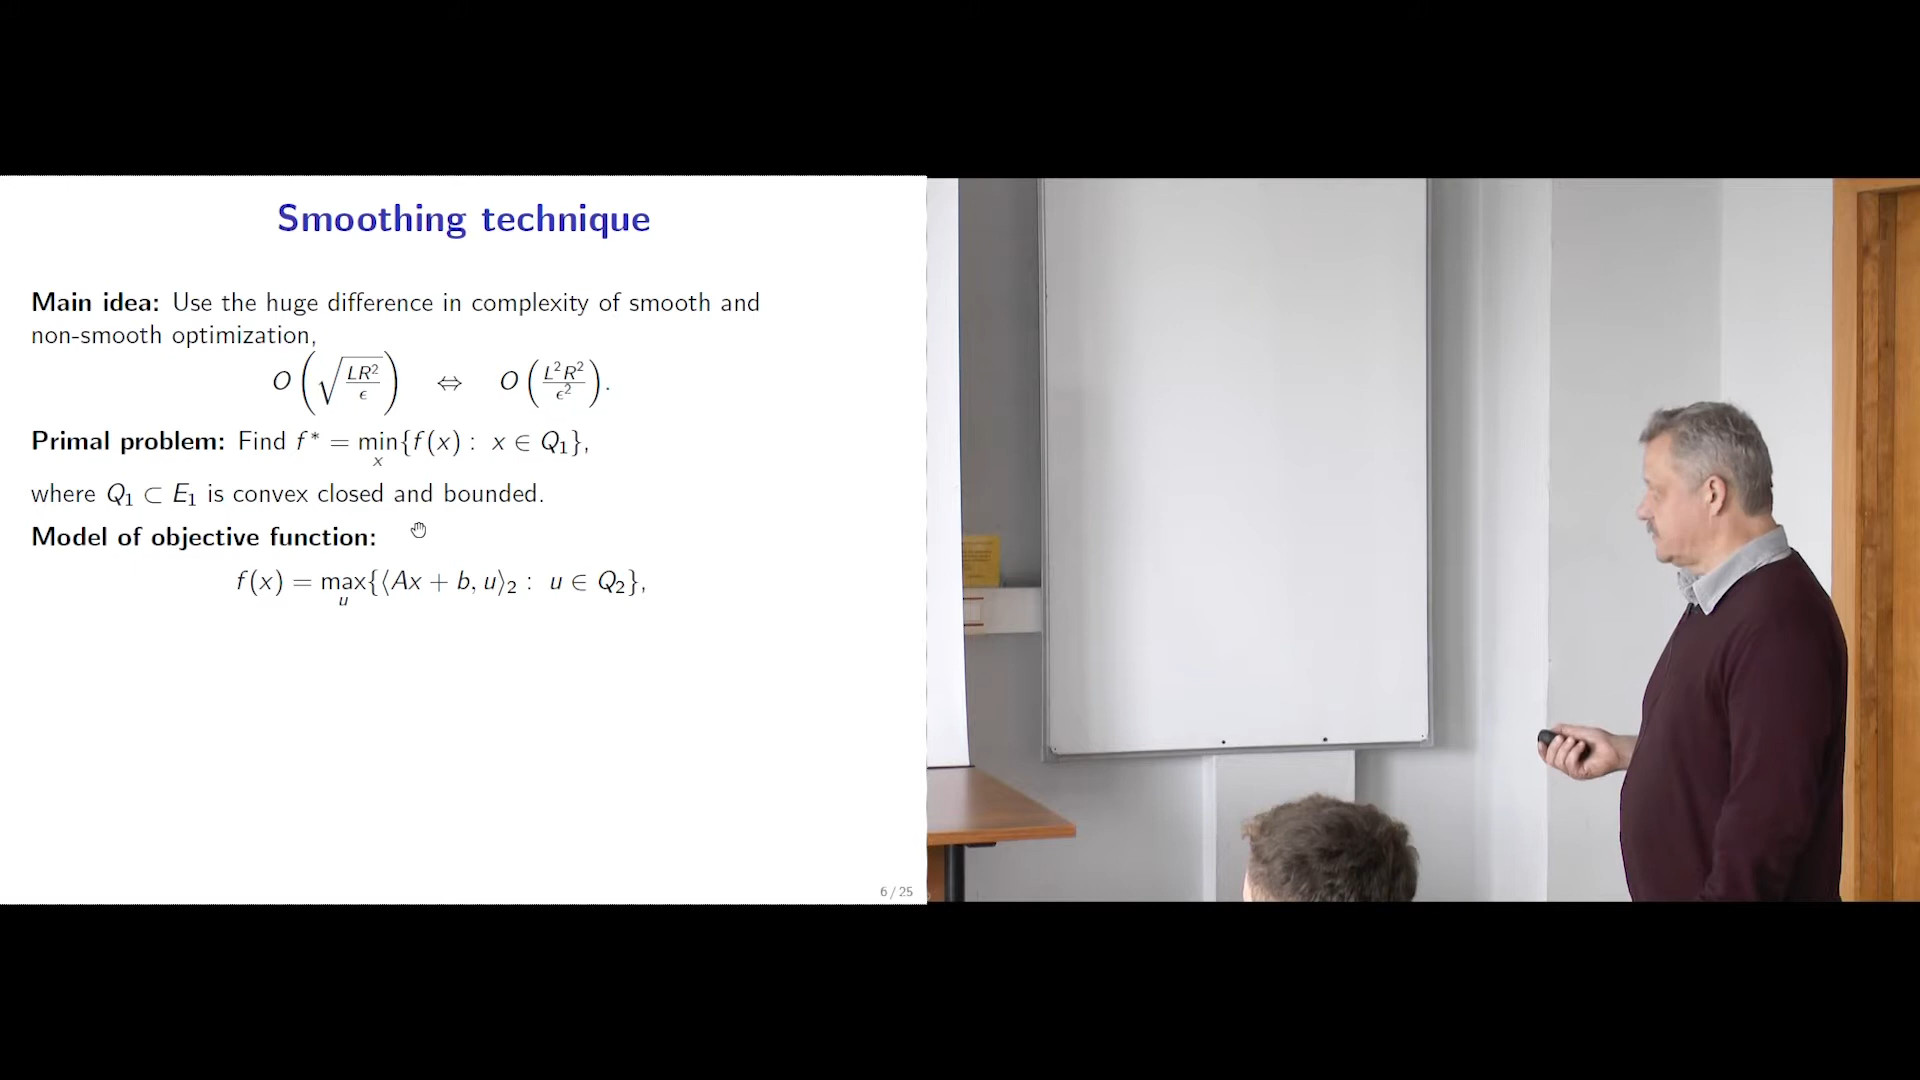 Smoothing technique
Main idea: Use the huge difference in complexity of smooth and
non-smooth optimization,
O(√(LR²/ϵ)) ⇔ O(L²R²/ϵ²).
Primal problem: Find f* = min_x{f(x) : x ∈ Q₁},
where Q₁ ⊂ E₁ is convex closed and bounded.
Model of objective function:
f(x) = max_u{⟨Ax + b, u⟩₂ : u ∈ Q₂},
6 / 25